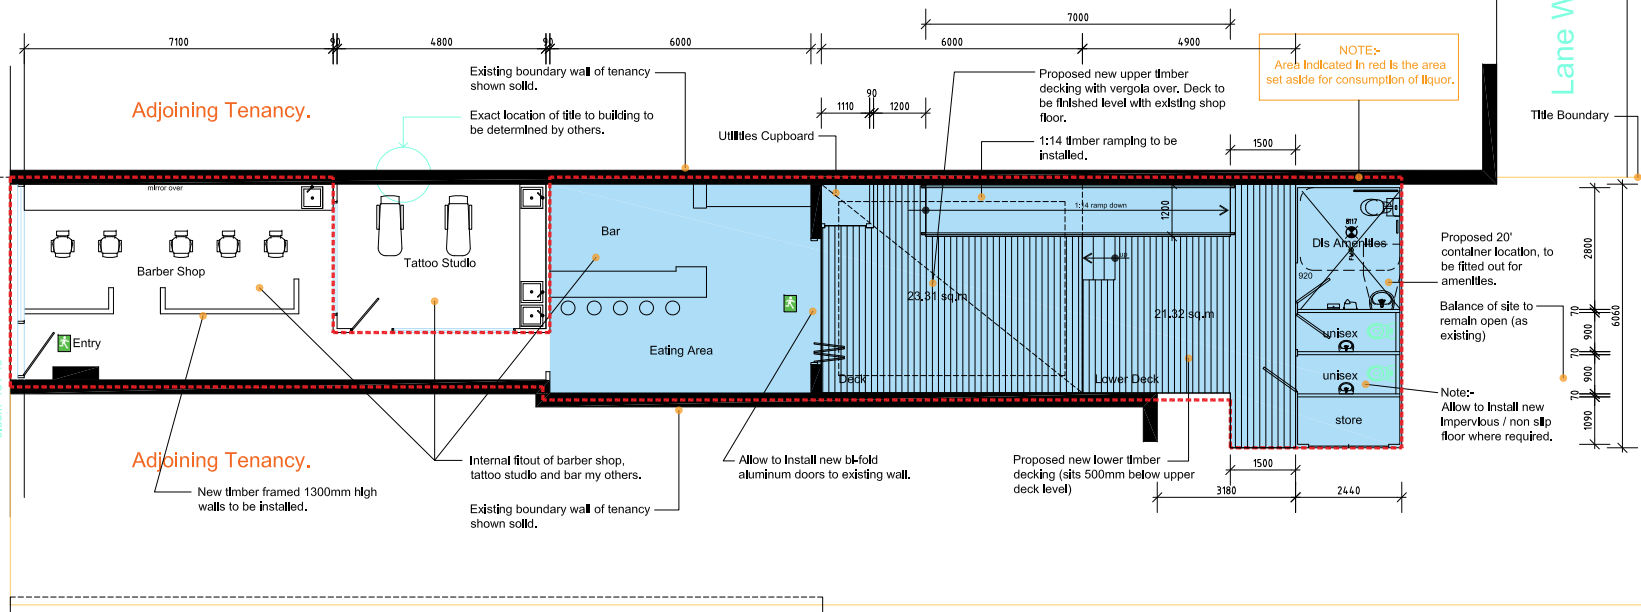 7000
7100
90
4800
90
6000
6000
4900
Lane W
NOTE:-
Area indicated in red is the area
set aside for consumption of liquor.
Existing boundary wall of tenancy
shown solid.
Proposed new upper timber
decking with vergola over. Deck to
be finished level with existing shop
floor.
90
1110
1200
Adjoining Tenancy.
Exact location of title to building to
be determined by others.
Title Boundary
Utilities Cupboard
1:14 timber ramping to be
installed.
1500
mirror over
1:14 ramp down
1200
Bar
Barber Shop
Tattoo Studio
Dis Amenities
920
Proposed 20'
container location, to
be fitted out for
amenities.
2800
23.31 sq.m
21.32 sq.m
up
Balance of site to
remain open (as
existing)
70
6060
Entry
Eating Area
unisex
900
70
Deck
Lower Deck
unisex
900
70
Note:-
Allow to install new
impervious / non slip
floor where required.
store
1090
Adjoining Tenancy.
Internal fitout of barber shop,
tattoo studio and bar my others.
Allow to install new bi-fold
aluminum doors to existing wall.
Proposed new lower timber
decking (sits 500mm below upper
deck level)
1500
3180
2440
New timber framed 1300mm high
walls to be installed.
Existing boundary wall of tenancy
shown solid.